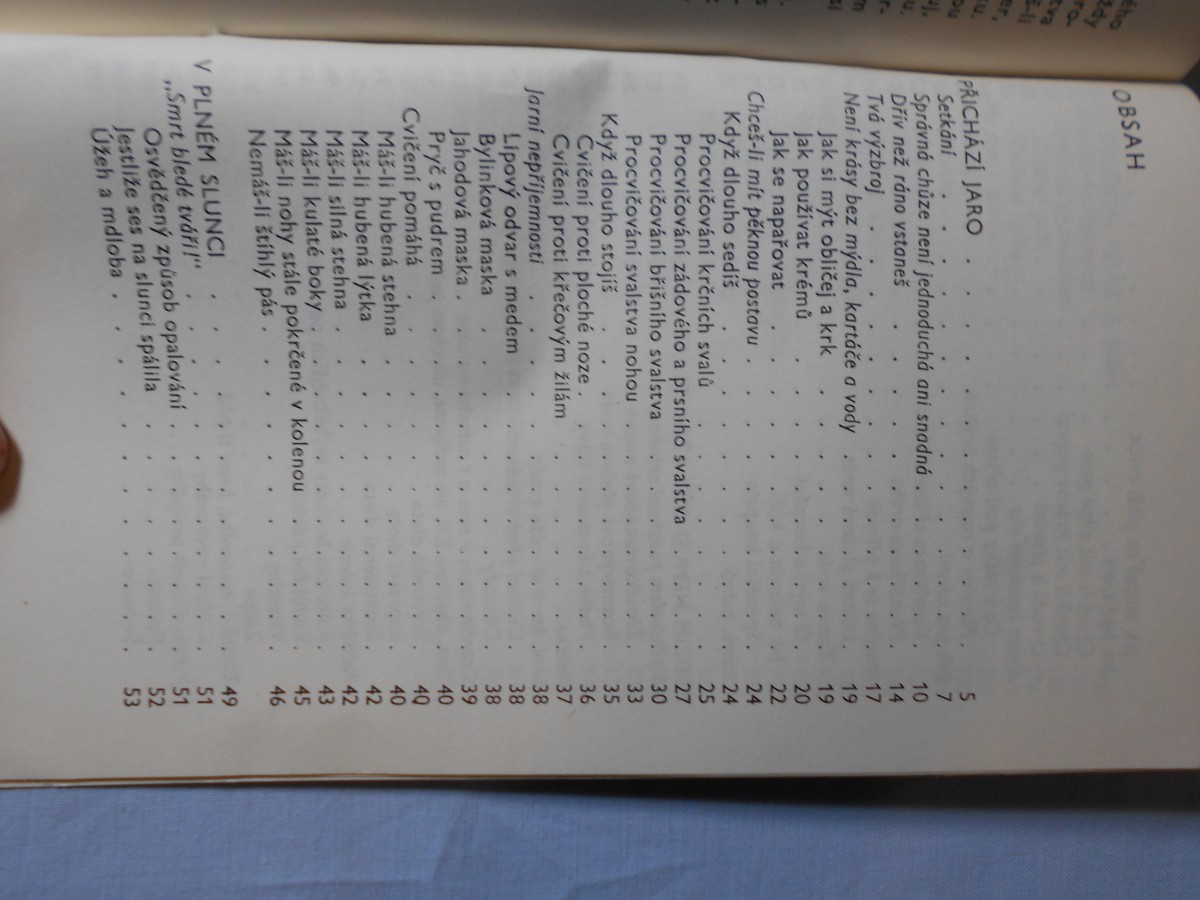 OBSAH
PŘICHÁZÍ JARO . . . . . . . . . . . . . 5
Setkání . . . . . . . . . . . . . 7
Správná chůze není jednoduchá ani snadná . . . . . 10
Dřív než ráno vstaneš . . . . . . . . . . 14
Tvá výzbroj . . . . . . . . . . . . 17
Není krásy bez mýdla, kartáče a vody . . . . . . 19
Jak si mýt obličej a krk . . . . . . . . 19
Jak používat krémů . . . . . . . . . 20
Jak se napařovat . . . . . . . . . 22
Chceš-li mít pěknou postavu . . . . . . . . 24
Když dlouho sedíš . . . . . . . . . 24
Procvičování krčních svalů . . . . . . . 25
Procvičování zádového a prsního svalstva . . . . 27
Procvičování břišního svalstva . . . . . . 30
Procvičování svalstva nohou . . . . . . 33
Když dlouho stojíš . . . . . . . . . 35
Cvičení proti ploché noze . . . . . . . 36
Cvičení proti křečovým žilám . . . . . . 37
Jarní nepříjemnosti . . . . . . . . . . 38
Lipový odvar s medem . . . . . . . . 38
Bylinková maska . . . . . . . . . 38
Jahodová maska . . . . . . . . . . 39
Pryč s pudrem . . . . . . . . . . 40
Cvičení pomáhá . . . . . . . . . . 40
Máš-li hubená stehna . . . . . . . . 40
Máš-li hubená lýtka . . . . . . . . 42
Máš-li silná stehna . . . . . . . . 42
Máš-li kulaté boky . . . . . . . . . 43
Máš-li nohy stále pokrčené v kolenou . . . . . 45
Nemáš-li štíhlý pás . . . . . . . . . 46
V PLNÉM SLUNCI . . . . . . . . . . . 49
„Smrt bledé tváři!“ . . . . . . . . . . 51
Osvědčený způsob opalování . . . . . . . 51
Jestliže ses na slunci spálila . . . . . . . 52
Úžeh a mdloba . . . . . . . . . . 53